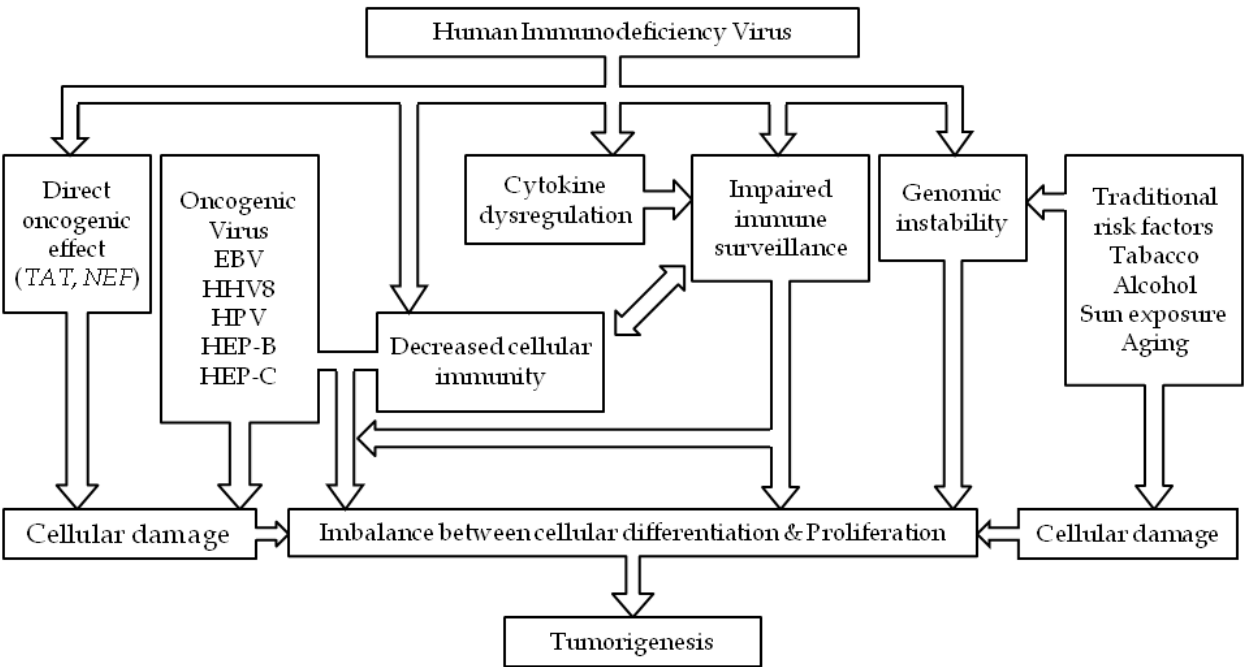 Human Immunodeficiency Virus
Direct
oncogenic
effect
(TAT, NEF)
Oncogenic
Virus
EBV
HHV8
HPV
HEP-B
HEP-C
Cytokine
dysregulation
Impaired
immune
surveillance
Genomic
instability
Traditional
risk factors
Tabacco
Alcohol
Sun exposure
Aging
Decreased cellular
immunity
Cellular damage
Imbalance between cellular differentiation & Proliferation
Cellular damage
Tumorigenesis